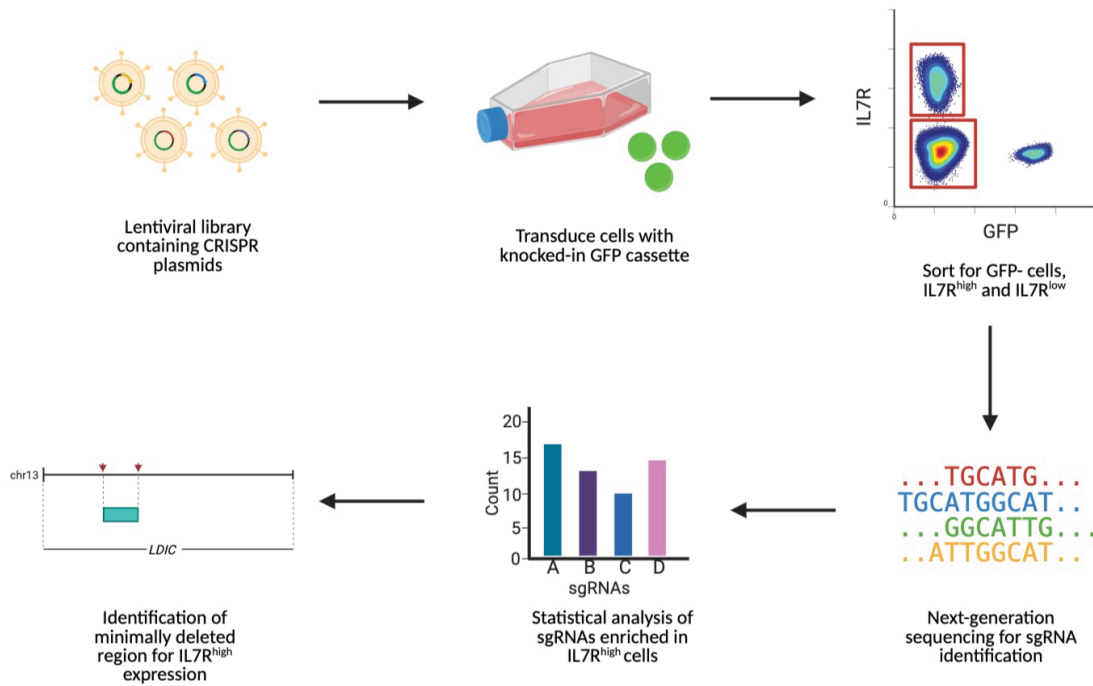 Lentiviral library
containing CRISPR
plasmids
Transduce cells with
knocked-in GFP cassette
IL7R
0
0
GFP
Sort for GFP- cells,
IL7Rhigh and IL7Rlow
...TGCATG...
TGCATGGCAT..
...GGCATTG...
..ATTGGCAT..
Next-generation
sequencing for sgRNA
identification
20
15
10
5
0
Count
A B C D
sgRNAs
Statistical analysis of
sgRNAs enriched in
IL7Rhigh cells
chr13
LDIC
Identification of
minimally deleted
region for IL7Rhigh
expression